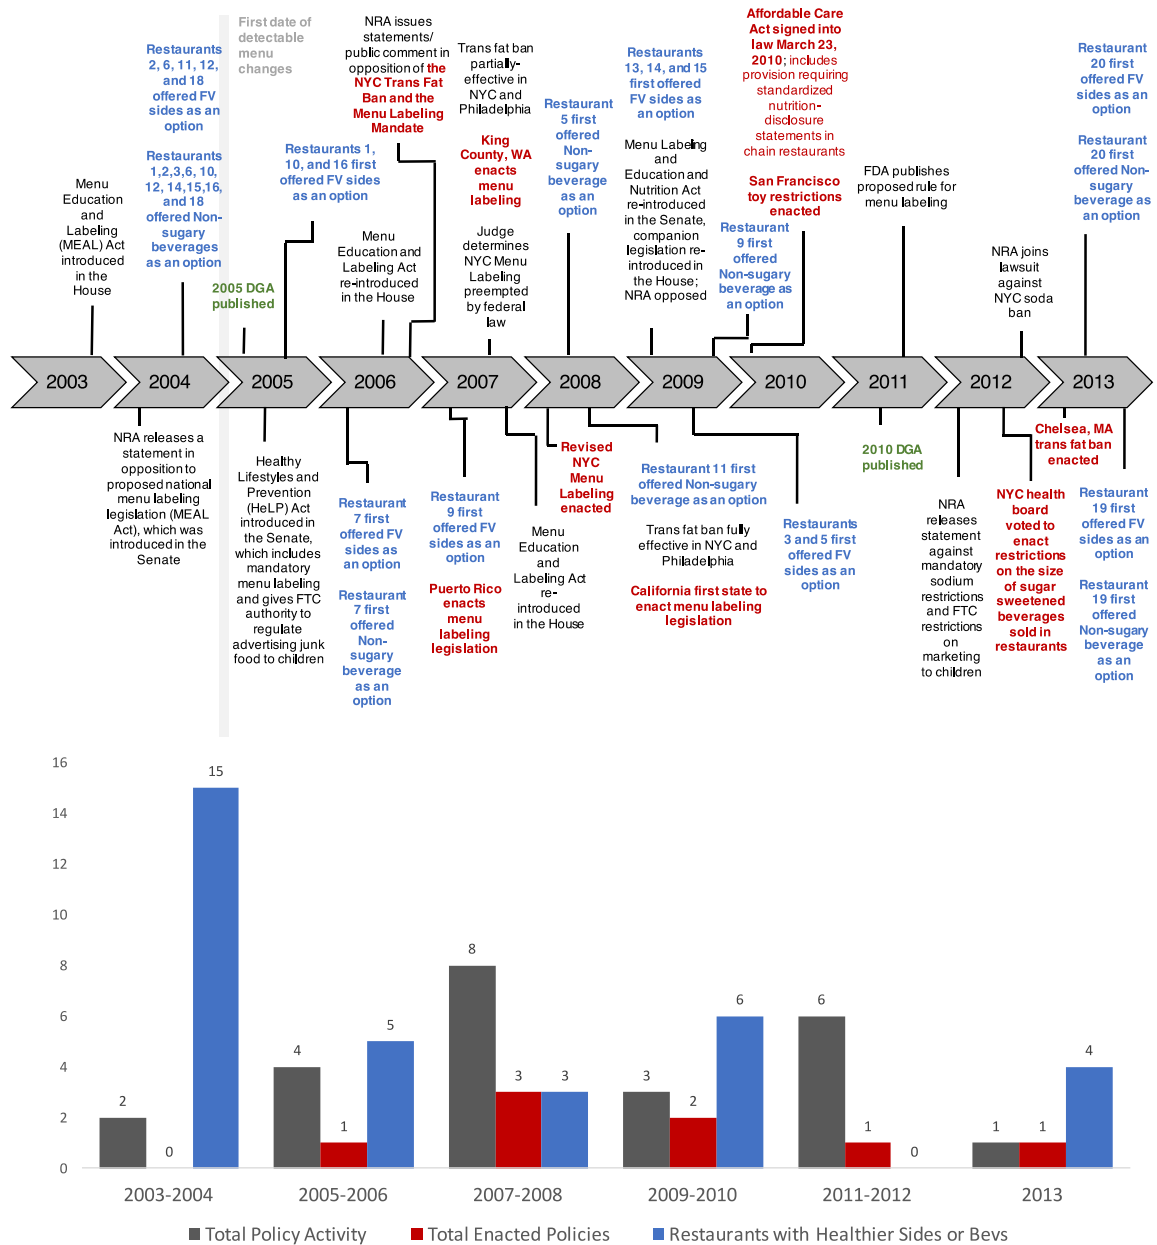 Menu
Education
and Labeling
(MEAL) Act
introduced in
the House
Restaurants
2, 6, 11, 12,
and 18
offered FV
sides as an
option
Restaurants
1,2,3,6, 10,
12, 14,15,16,
and 18
offered Non-
sugary
beverages
as an option
First date of
detectable
menu
changes
2005 DGA
published
Restaurants 1,
10, and 16 first
offered FV sides
as an option
NRA issues
statements/
public comment in
opposition of the
NYC Trans Fat
Ban and the
Menu Labeling
Mandate
Menu
Education and
Labeling Act
re-introduced
in the House
Trans fat ban
partially-
effective in
NYC and
Philadelphia
King
County, WA
enacts
menu
labeling
Judge
determines
NYC Menu
Labeling
preempted
by federal
law
Restaurant
5 first
offered Non-
sugary
beverage
as an
option
Restaurants
13, 14, and 15
first offered
FV sides as an
option
Menu Labeling
and
Education and
Nutrition Act
re-introduced
in the Senate,
companion
legislation re-
introduced in
the House;
NRA opposed
Restaurant
9 first
offered
Non-sugary
beverage as
an option
Affordable Care
Act signed into
law March 23,
2010; includes
provision requiring
standardized
nutrition-
disclosure
statements in
chain restaurants
San Francisco
toy restrictions
enacted
FDA publishes
proposed rule for
menu labeling
NRA joins
lawsuit
against
NYC soda
ban
Restaurant
20 first
offered FV
sides as an
option
Restaurant
20 first
offered Non-
sugary
beverage as
an option
2003 2004 2005 2006 2007 2008 2009 2010 2011 2012 2013
NRA releases a
statement in
opposition to
proposed national
menu labeling
legislation (MEAL
Act), which was
introduced in the
Senate
Healthy
Lifestyles and
Prevention
(HeLP) Act
introduced in
the Senate,
which includes
mandatory
menu labeling
and gives FTC
authority to
regulate
advertising junk
food to children
Restaurant
7 first
offered FV
sides as an
option
Restaurant
7 first
offered
Non-
sugary
beverage
as an
option
Restaurant
9 first
offered FV
sides as an
option
Puerto Rico
enacts
menu
labeling
legislation
Menu
Education
and
Labeling Act
re-
introduced
in the House
Revised
NYC
Menu
Labeling
enacted
Restaurant 11 first
offered Non-sugary
beverage as an option
Trans fat ban fully
effective in NYC and
Philadelphia
California first state to
enact menu labeling
legislation
Restaurants
3 and 5 first
offered FV
sides as an
option
2010 DGA
published
NRA
releases
statement
against
mandatory
sodium
restrictions
and FTC
restrictions
on
marketing
to children
NYC health
board
voted to
enact
restrictions
on the size
of sugar
sweetened
beverages
sold in
restaurants
Chelsea, MA
trans fat ban
enacted
Restaurant
19 first
offered FV
sides as an
option
Restaurant
19 first
offered Non-
sugary
beverage as
an option
16
14
12
10
8
6
4
2
0
2 0 15
4 1 5
8 3 3
3 2 6
6 1 0
1 1 4
2003-2004 2005-2006 2007-2008 2009-2010 2011-2012 2013
Total Policy Activity Total Enacted Policies Restaurants with Healthier Sides or Bevs